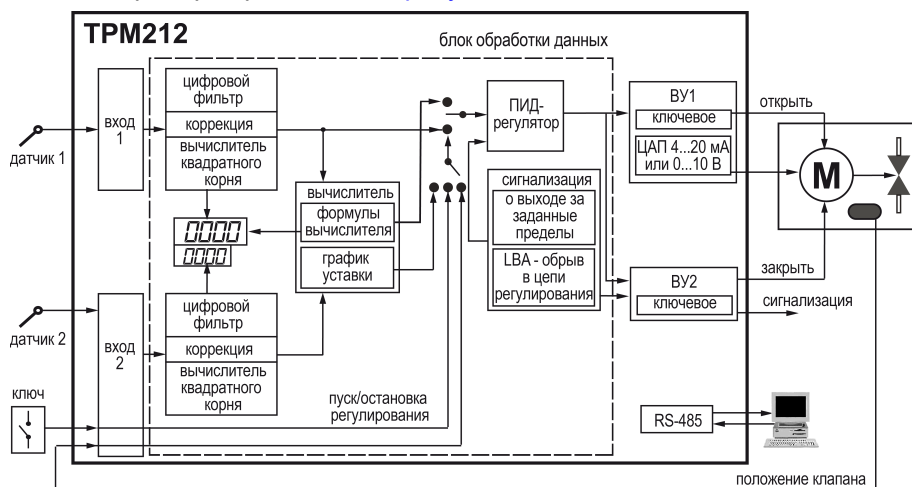 ТРМ212
блок обработки данных
датчик 1
вход
1
цифровой
фильтр
коррекция
вычислитель
квадратного
корня
0000
0000
вычислитель
формулы
вычислителя
график
уставки
ПИД-
регулятор
сигнализация
о выходе за
заданные
пределы
LBA - обрыв
в цепи
регулирования
ВУ1
ключевое
ЦАП 4...20 мА
или 0...10 В
открыть
М
закрыть
ВУ2
ключевое
сигнализация
датчик 2
вход
2
цифровой
фильтр
коррекция
вычислитель
квадратного
корня
ключ
пуск/остановка
регулирования
RS-485
положение клапана